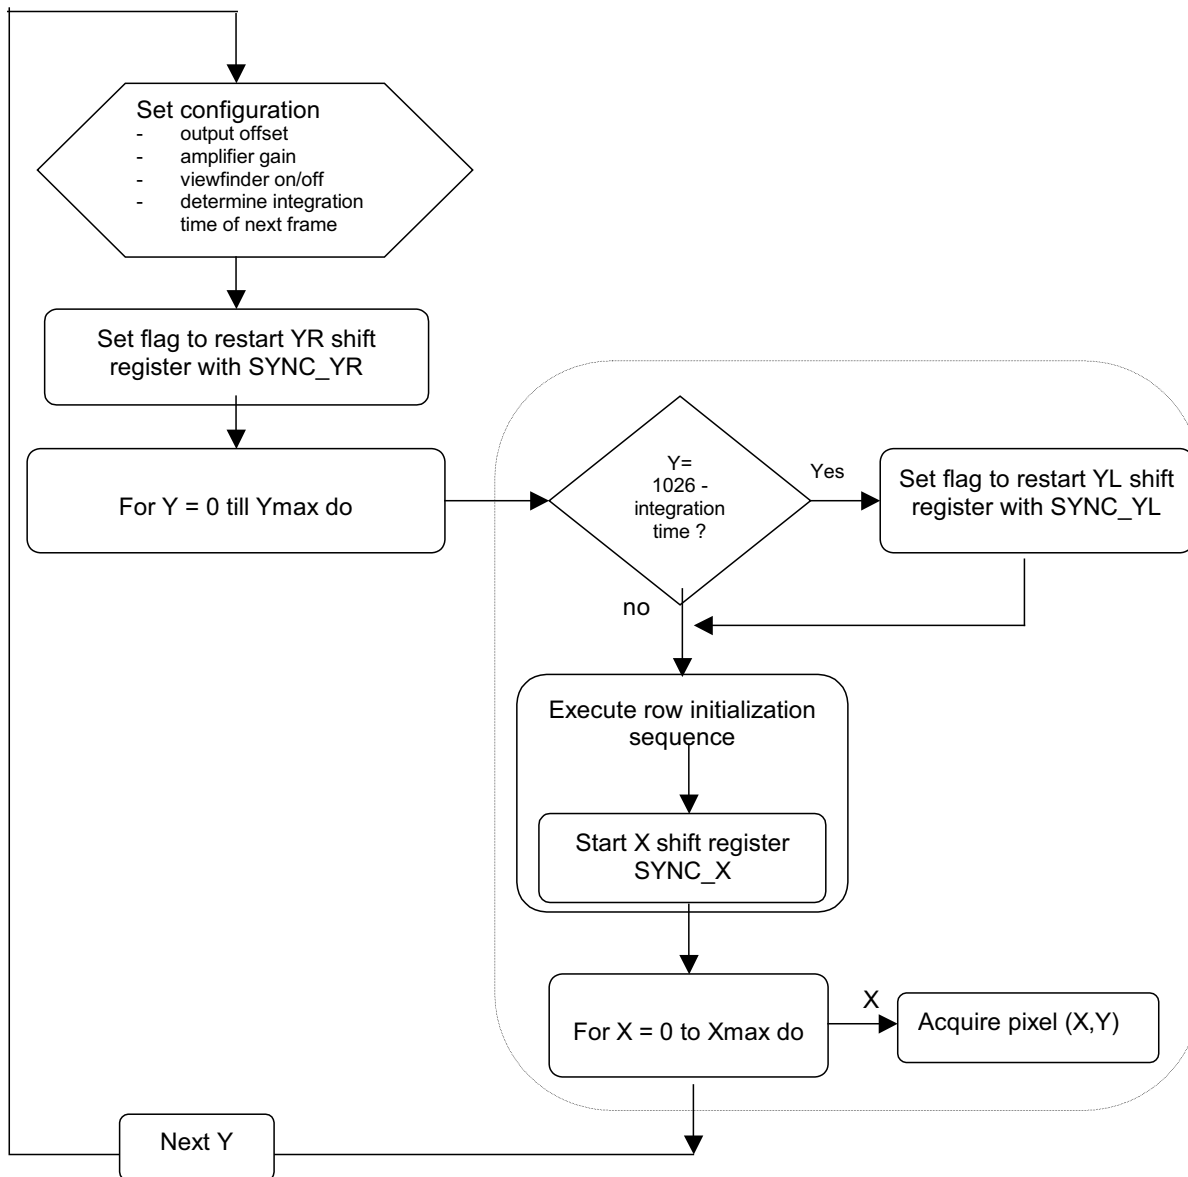 Set configuration
- output offset
- amplifier gain
- viewfinder on/off
- determine integration
time of next frame
Set flag to restart YR shift
register with SYNC_YR
For Y = 0 till Ymax do
Y=
1026 -
integration
time ?
Yes
Set flag to restart YL shift
register with SYNC_YL
no
Execute row initialization
sequence
Start X shift register
SYNC_X
For X = 0 to Xmax do
X
Acquire pixel (X,Y)
Next Y